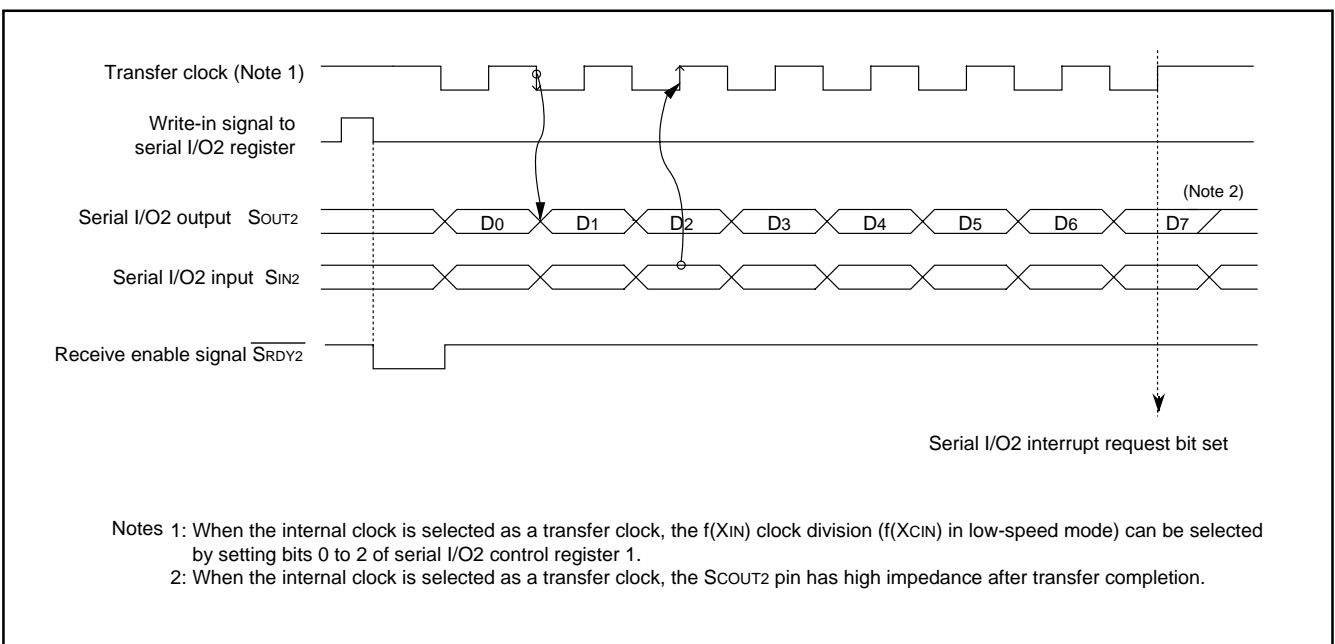 Transfer clock (Note 1)
Write-in signal to
serial I/O2 register
(Note 2)
Serial I/O2 output SOUT2
D0 D1 D2 D3 D4 D5 D6 D7
Serial I/O2 input SIN2
Receive enable signal SRDY2
Serial I/O2 interrupt request bit set
Notes 1: When the internal clock is selected as a transfer clock, the f(XIN) clock division (f(XCIN) in low-speed mode) can be selected
by setting bits 0 to 2 of serial I/O2 control register 1.
2: When the internal clock is selected as a transfer clock, the SCOUT2 pin has high impedance after transfer completion.